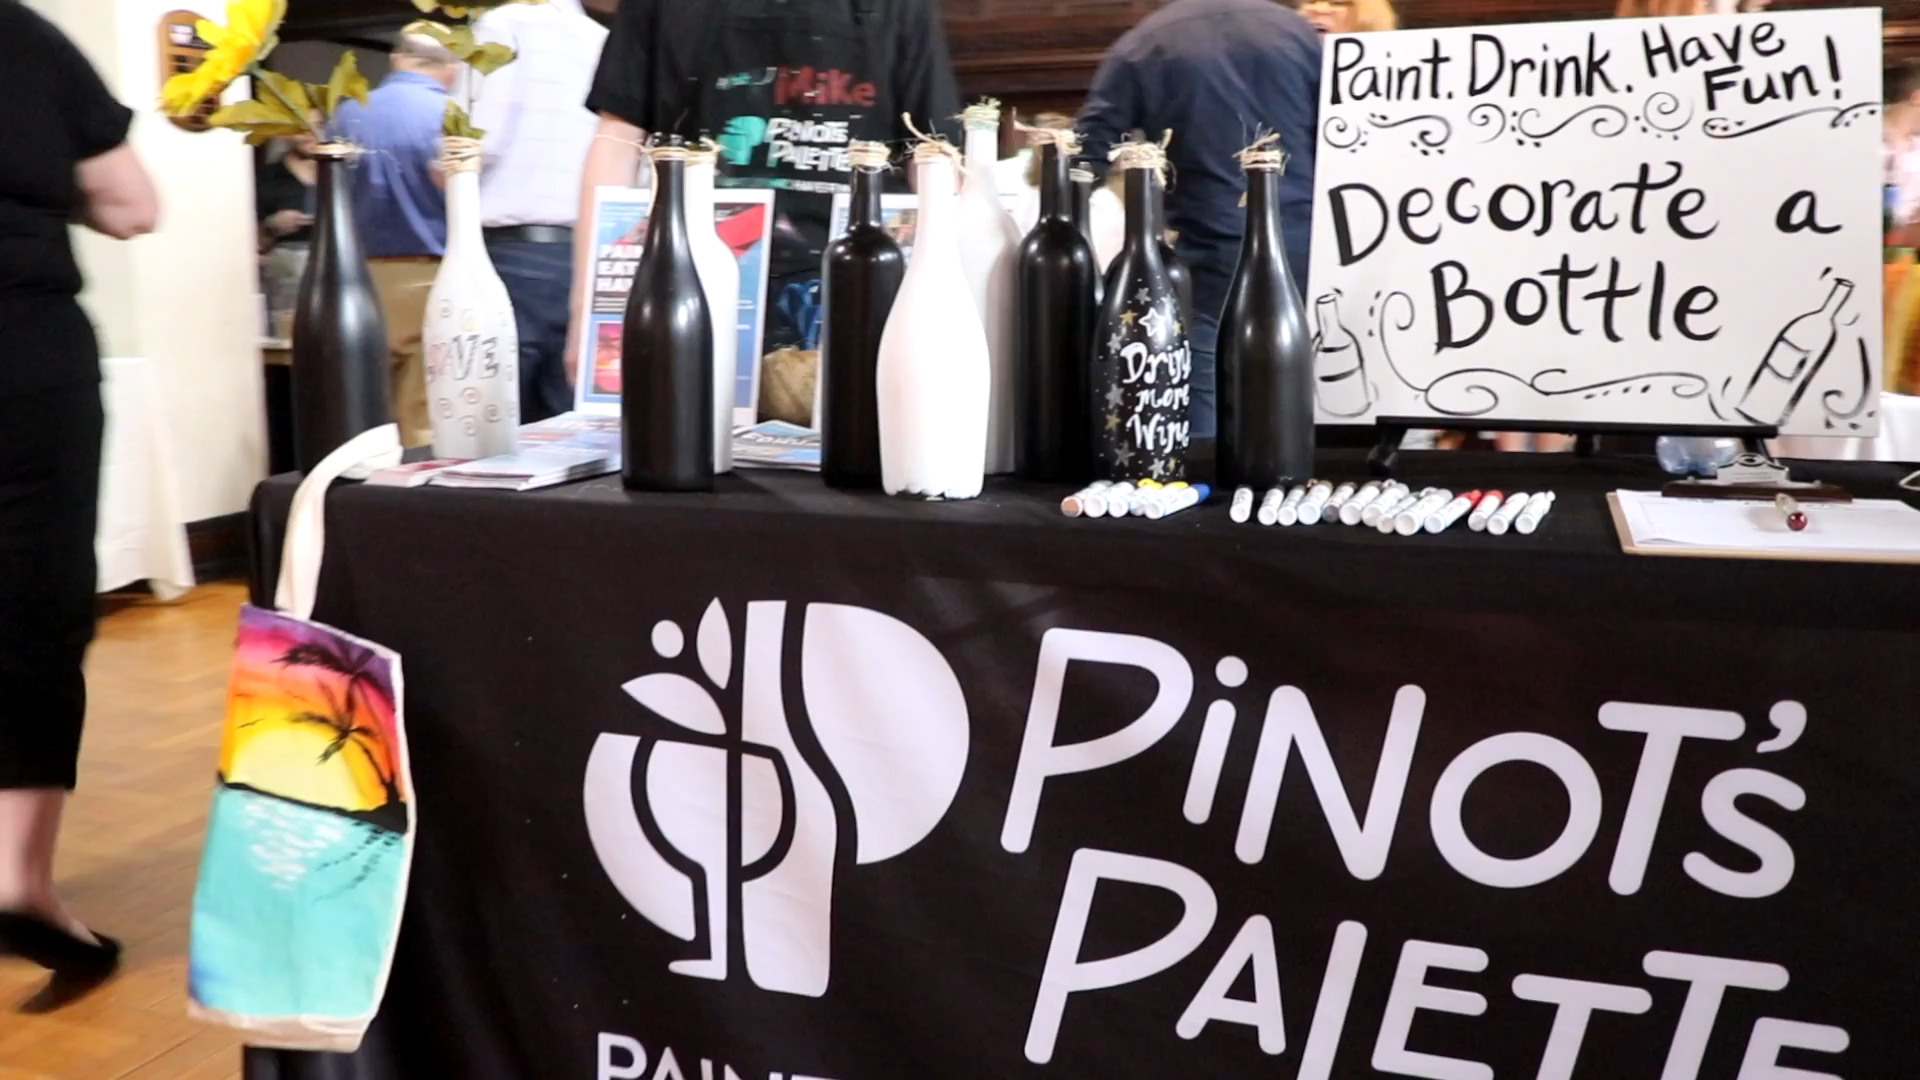 Paint. Drink. Have
Fun!
Decorate a
Bottle
Mike
PiNOT'S
PALETTE
Drink
more
Wine
PiNOT'S
PALETTE